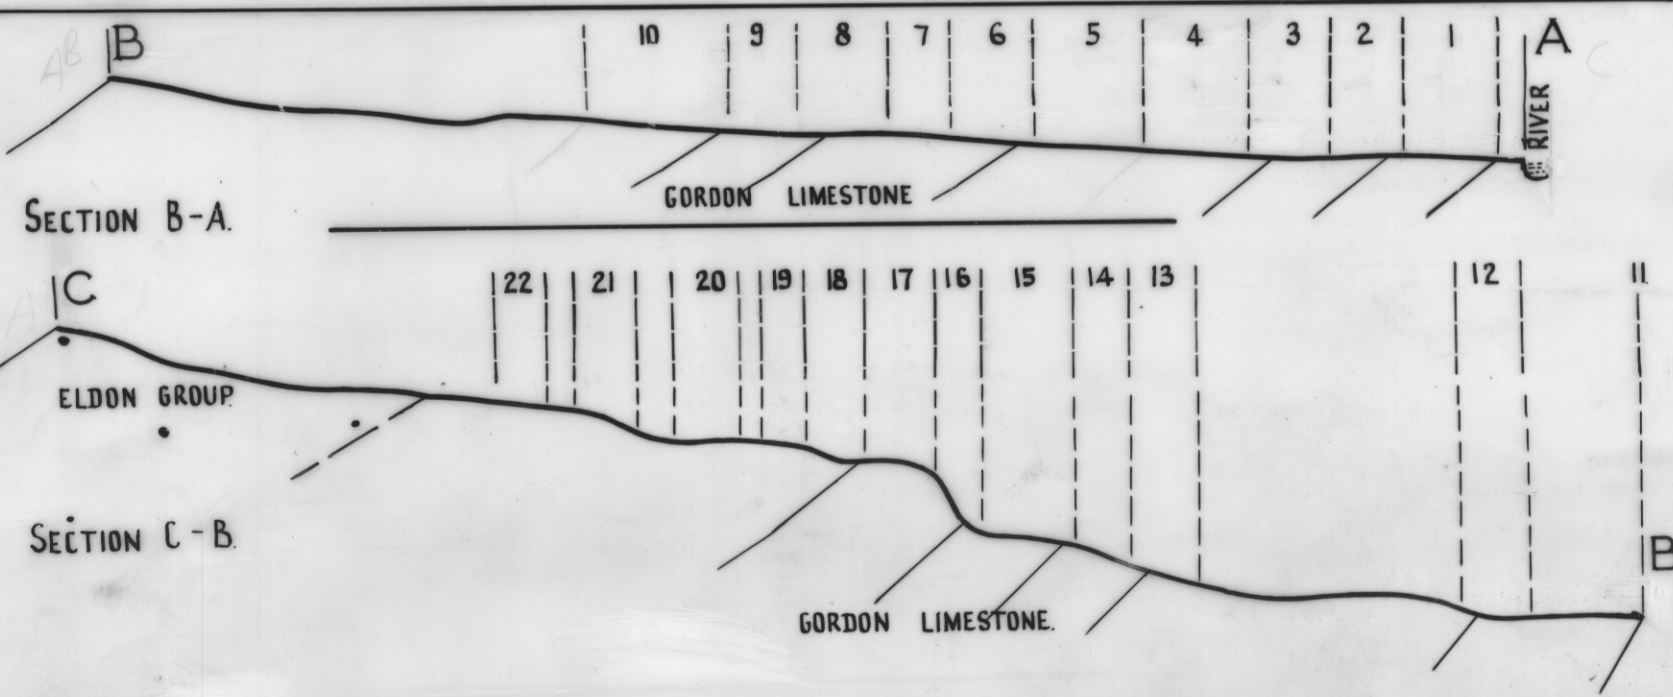 B 10 9 8 7 6 5 4 3 2 1 A
RIVER
GORDON LIMESTONE
SECTION B-A.
C 22 21 20 19 18 17 16 15 14 13 12 11
ELDON GROUP
SECTION C-B.
B
GORDON LIMESTONE.